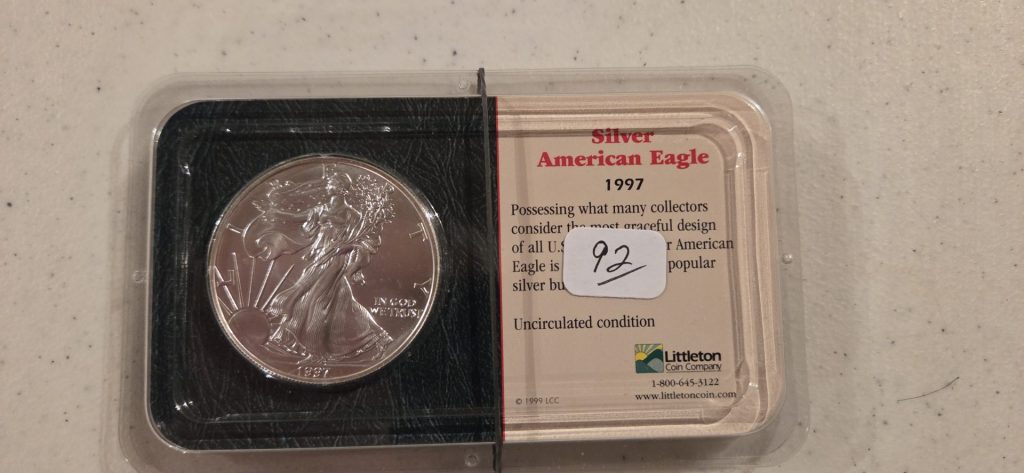 LIBERTY
IN GOD
WE TRUST
1997
Silver
American Eagle
1997
Possessing what many collectors
consider the most graceful design
of all U.S. American
Eagle is popular
silver
92
Uncirculated condition
Littleton
Coin Company
1-800-645-3122
www.littletoncoin.com
© 1999 LCC